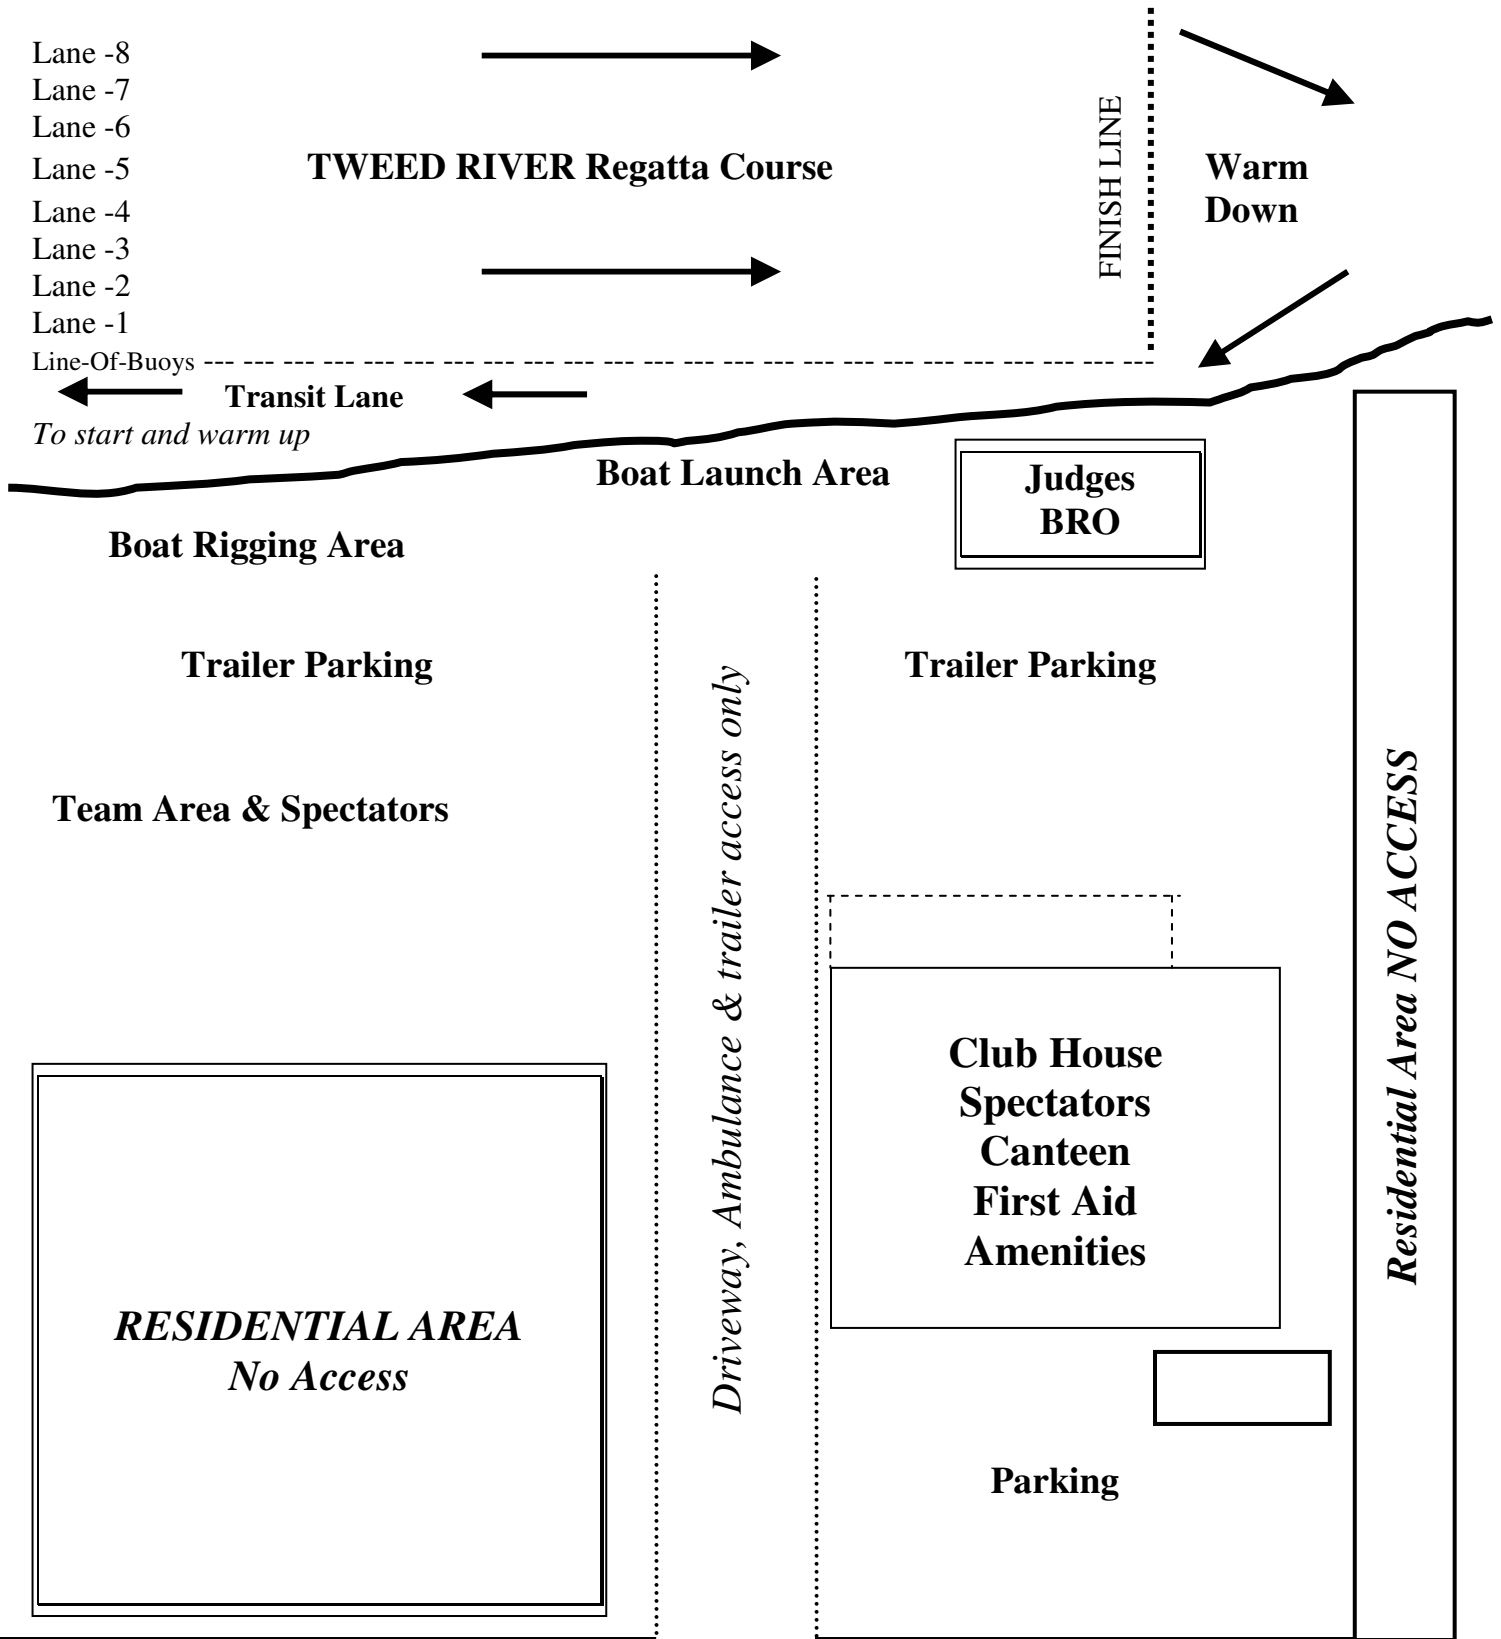 Lane -8
Lane -7
Lane -6
Lane -5
Lane -4
Lane -3
Lane -2
Lane -1
TWEED RIVER Regatta Course
FINISH LINE
Warm
Down
Line-Of-Buoys
Transit Lane
To start and warm up
Boat Launch Area
Judges
BRO
Boat Rigging Area
Trailer Parking
Trailer Parking
Team Area & Spectators
Driveway, Ambulance & trailer access only
Residential Area NO ACCESS
Club House
Spectators
Canteen
First Aid
Amenities
RESIDENTIAL AREA
No Access
Parking